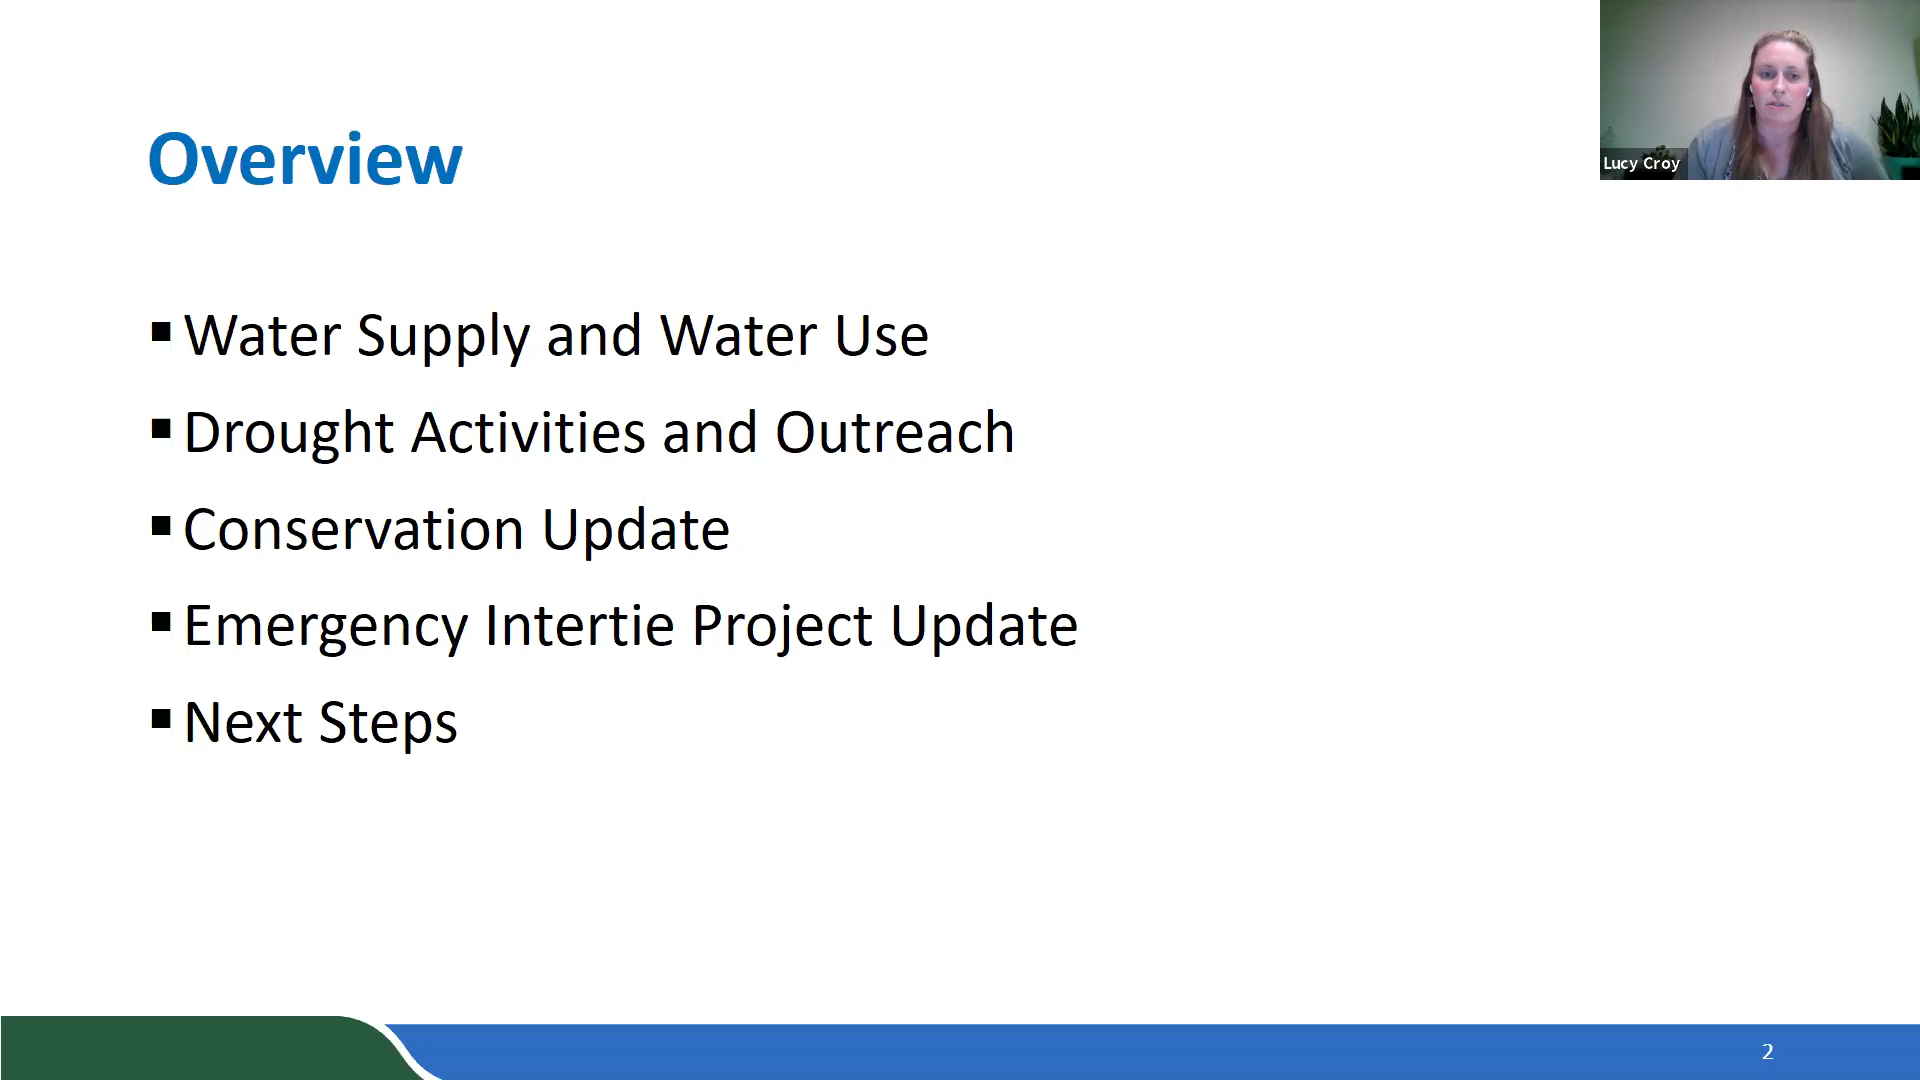 Overview
Lucy Croy
▪ Water Supply and Water Use
▪ Drought Activities and Outreach
▪ Conservation Update
▪ Emergency Intertie Project Update
▪ Next Steps
2